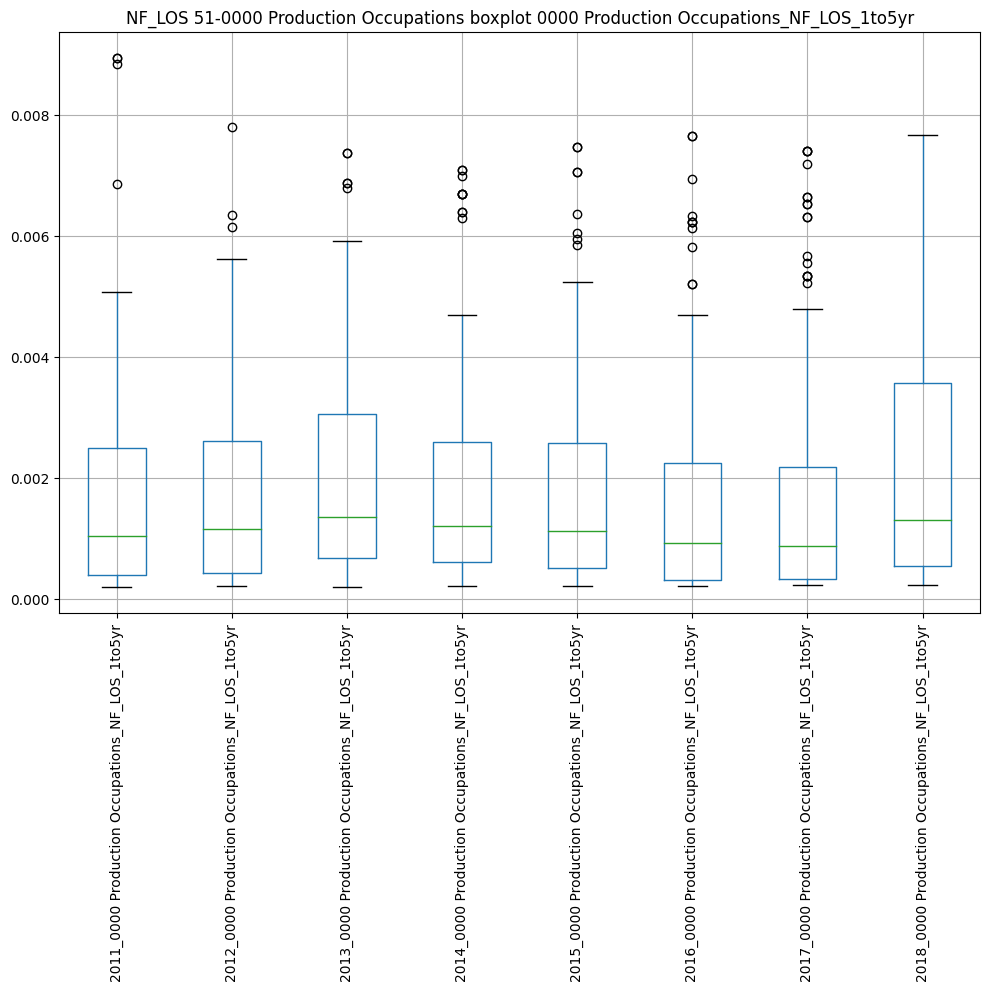 NF_LOS 51-0000 Production Occupations boxplot 0000 Production Occupations_NF_LOS_1to5yr
0.008
0.006
0.004
0.002
0.000
2011_0000 Production Occupations_NF_LOS_1to5yr
2012_0000 Production Occupations_NF_LOS_1to5yr
2013_0000 Production Occupations_NF_LOS_1to5yr
2014_0000 Production Occupations_NF_LOS_1to5yr
2015_0000 Production Occupations_NF_LOS_1to5yr
2016_0000 Production Occupations_NF_LOS_1to5yr
2017_0000 Production Occupations_NF_LOS_1to5yr
2018_0000 Production Occupations_NF_LOS_1to5yr